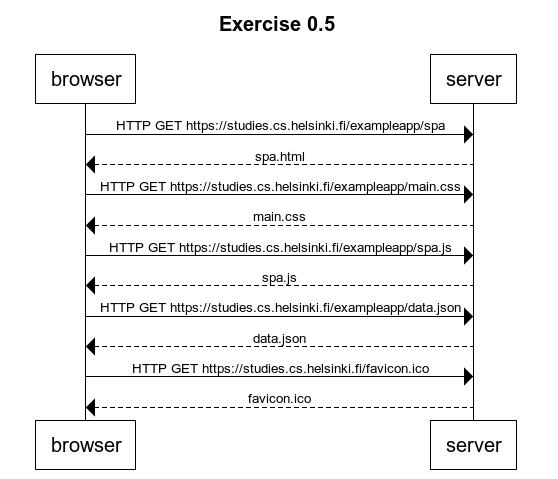 Exercise 0.5
browser
server
HTTP GET https://studies.cs.helsinki.fi/exampleapp/spa
spa.html
HTTP GET https://studies.cs.helsinki.fi/exampleapp/main.css
main.css
HTTP GET https://studies.cs.helsinki.fi/exampleapp/spa.js
spa.js
HTTP GET https://studies.cs.helsinki.fi/exampleapp/data.json
data.json
HTTP GET https://studies.cs.helsinki.fi/favicon.ico
favicon.ico
browser
server